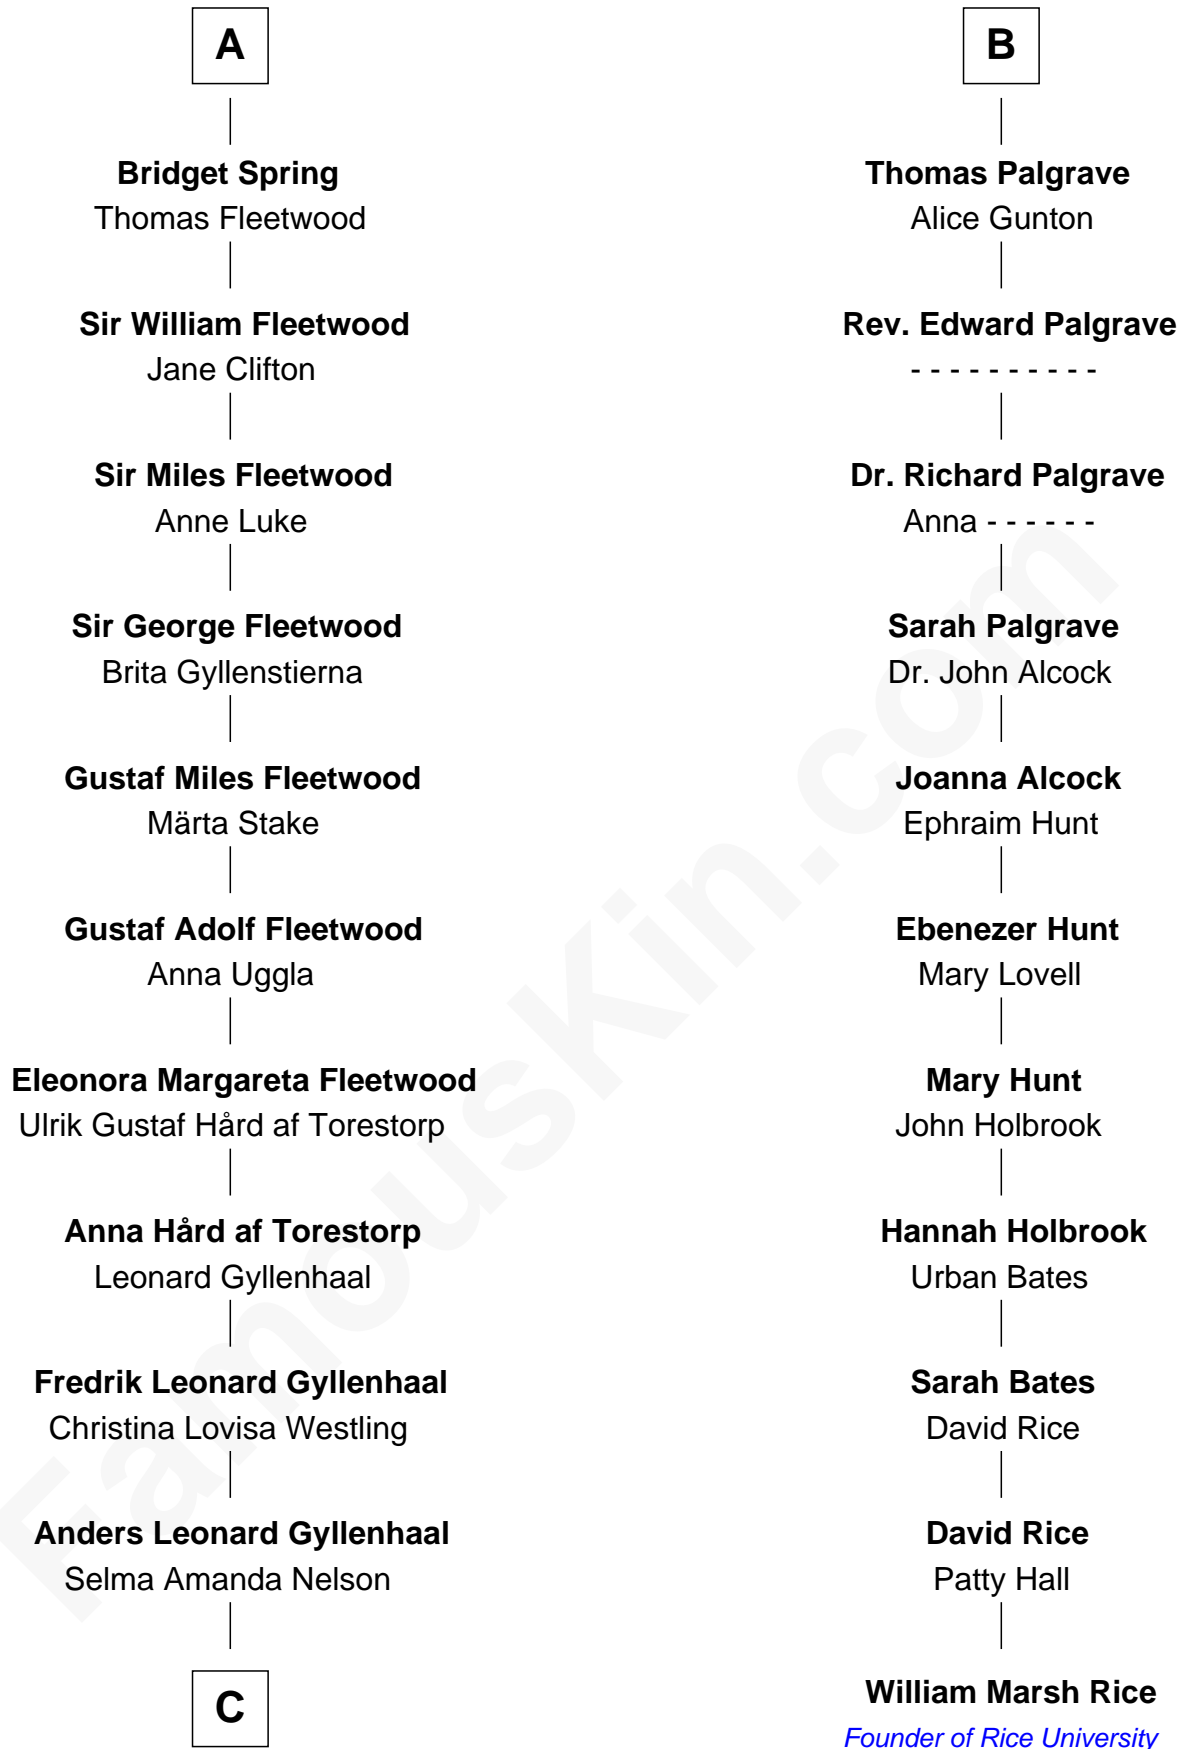 A
Bridget Spring
Thomas Fleetwood
Sir William Fleetwood
Jane Clifton
Sir Miles Fleetwood
Anne Luke
Sir George Fleetwood
Brita Gyllenstierna
Gustaf Miles Fleetwood
Märta Stake
Gustaf Adolf Fleetwood
Anna Uggla
Eleonora Margareta Fleetwood
Ulrik Gustaf Hård af Torestorp
Anna Hård af Torestorp
Leonard Gyllenhaal
Fredrik Leonard Gyllenhaal
Christina Lovisa Westling
Anders Leonard Gyllenhaal
Selma Amanda Nelson
C
B
Thomas Palgrave
Alice Gunton
Rev. Edward Palgrave
- - - - - - - - - -
Dr. Richard Palgrave
Anna - - - - - -
Sarah Palgrave
Dr. John Alcock
Joanna Alcock
Ephraim Hunt
Ebenezer Hunt
Mary Lovell
Mary Hunt
John Holbrook
Hannah Holbrook
Urban Bates
Sarah Bates
David Rice
David Rice
Patty Hall
William Marsh Rice
Founder of Rice University
FamousKin.com